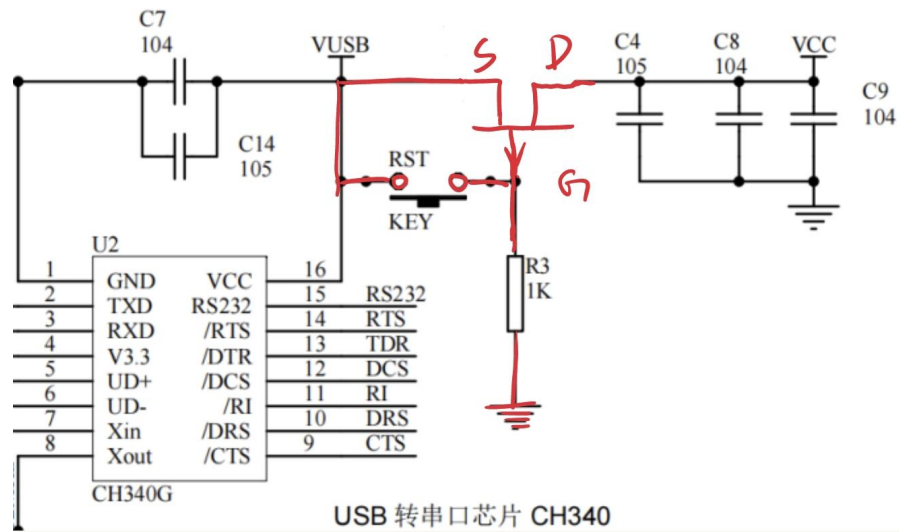 C7
104
VUSB
S
D
C4
105
C8
104
VCC
C9
104
C14
105
RST
G
KEY
R3
1K
U2
1 GND VCC 16
2 TXD RS232 15 RS232
3 RXD /RTS 14 RTS
4 V3.3 /DTR 13 TDR
5 UD+ /DCS 12 DCS
6 UD- /RI 11 RI
7 Xin /DRS 10 DRS
8 Xout /CTS 9 CTS
CH340G
USB 转串口芯片 CH340